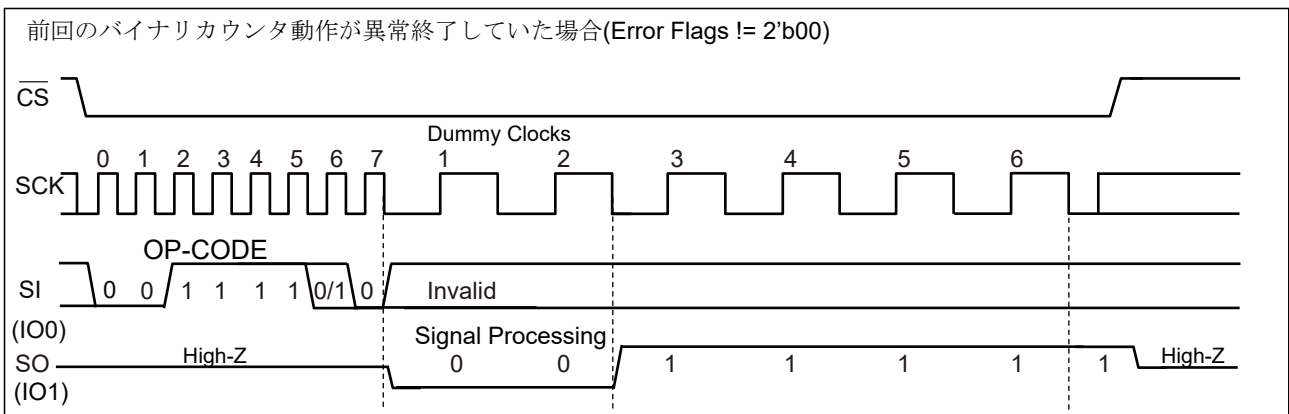 前回のバイナリカウンタ動作が異常終了していた場合(Error Flags != 2'b00)
CS
Dummy Clocks
0 1 2 3 4 5 6 7 1 2 3 4 5 6
SCK
OP-CODE
SI 0 0 1 1 1 1 0/1 0 Invalid
(IO0)
Signal Processing
SO High-Z 0 0 1 1 1 1 1 High-Z
(IO1)